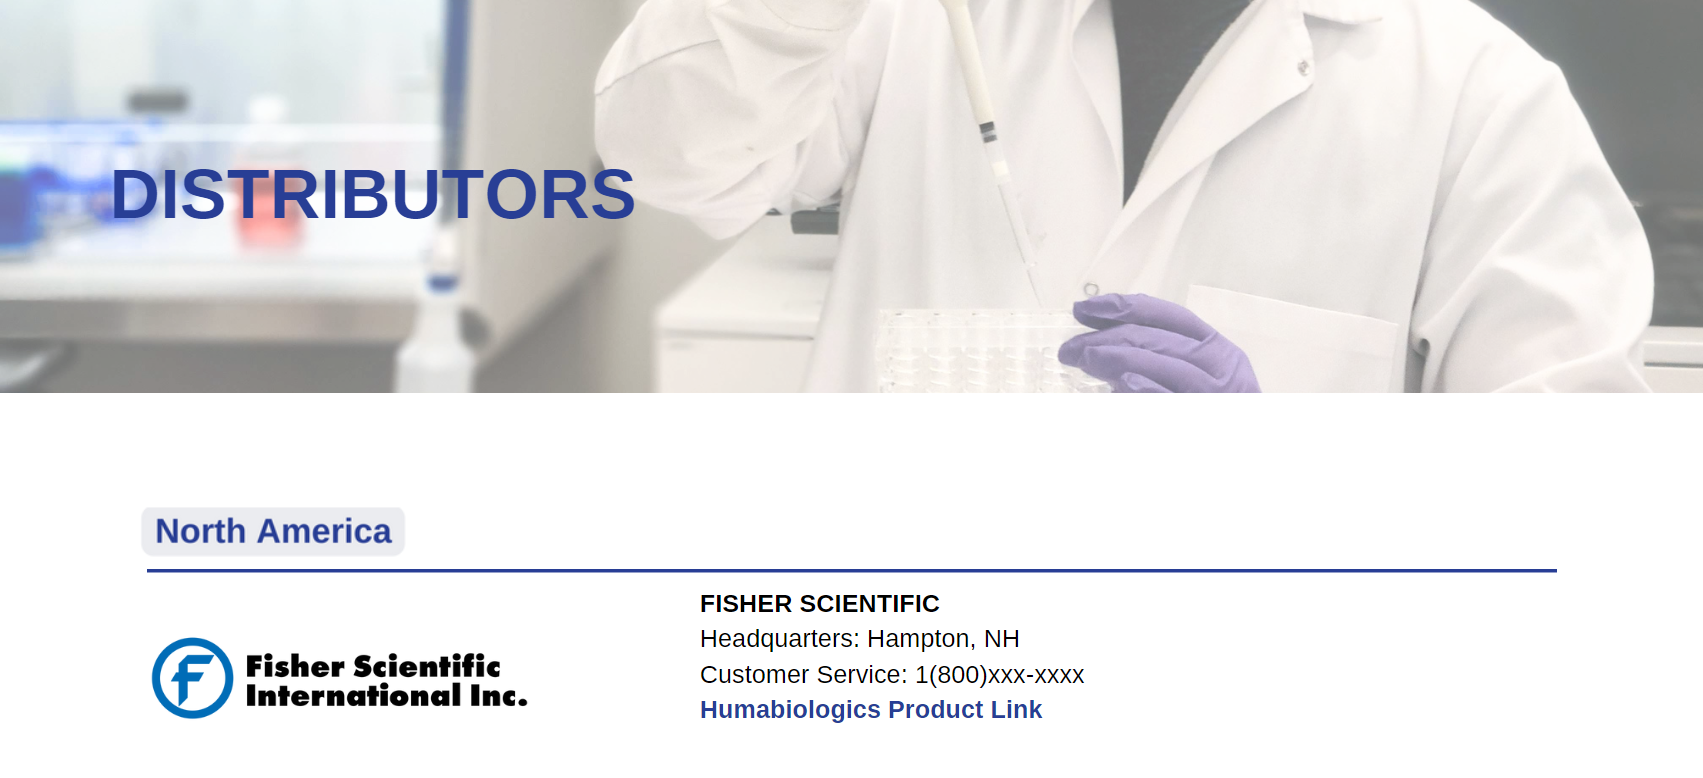 DISTRIBUTORS
North America
FISHER SCIENTIFIC
Headquarters: Hampton, NH
Customer Service: 1(800)xxx-xxxx
Humabiologics Product Link
Fisher Scientific
International Inc.